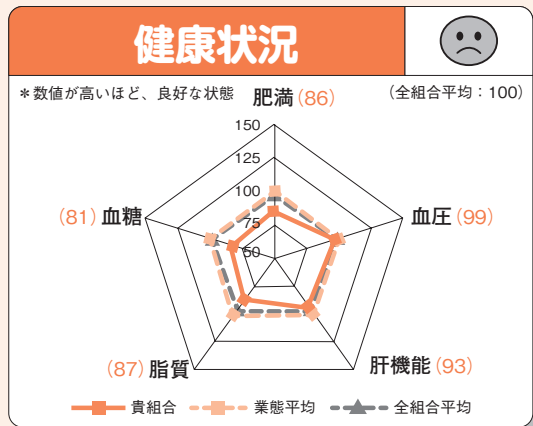 健康状況
＊数値が高いほど、良好な状態
(全組合平均：100)
肥満(86)
150
125
100
75
50
(81)血糖
血圧(99)
(87)脂質
肝機能(93)
貴組合
業態平均
全組合平均